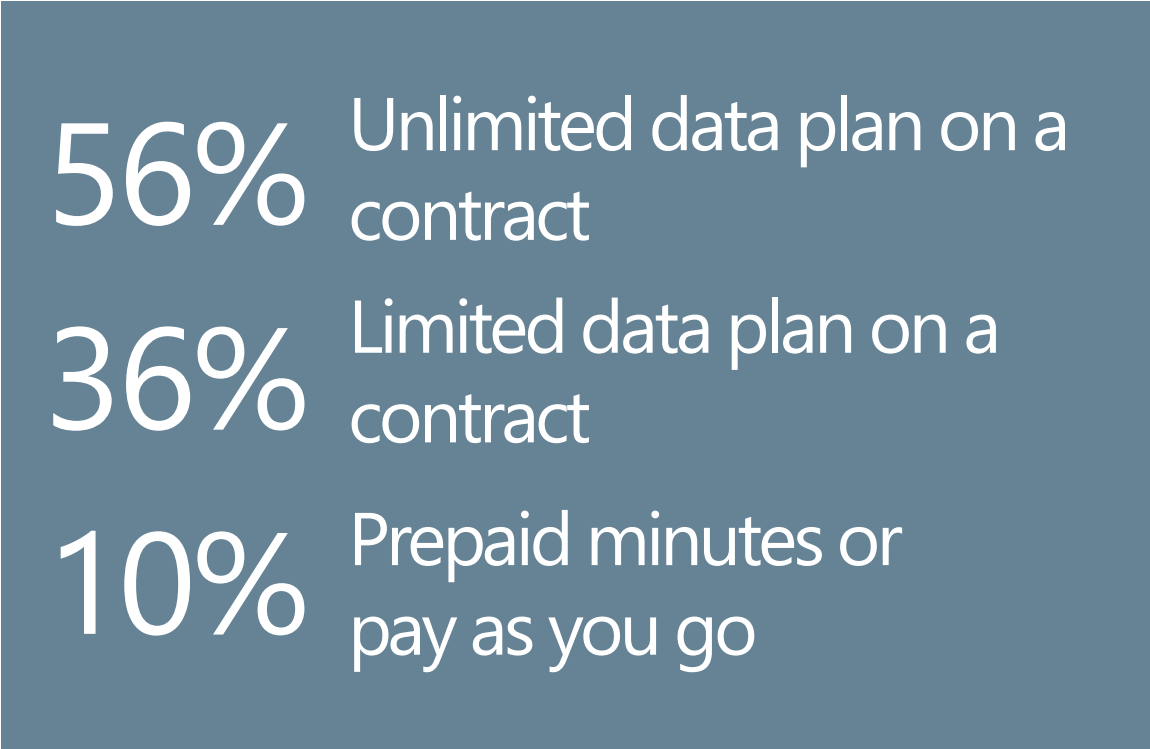 56% Unlimited data plan on a
contract
36% Limited data plan on a
contract
10% Prepaid minutes or
pay as you go